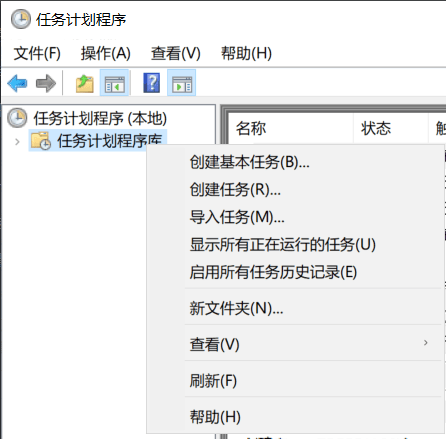 任务计划程序
文件(F) 操作(A) 查看(V) 帮助(H)
任务计划程序 (本地)
任务计划程序库
名称 状态
创建基本任务(B)...
创建任务(R)...
导入任务(M)...
显示所有正在运行的任务(U)
启用所有任务历史记录(E)
新文件夹(N)...
查看(V)
刷新(F)
帮助(H)